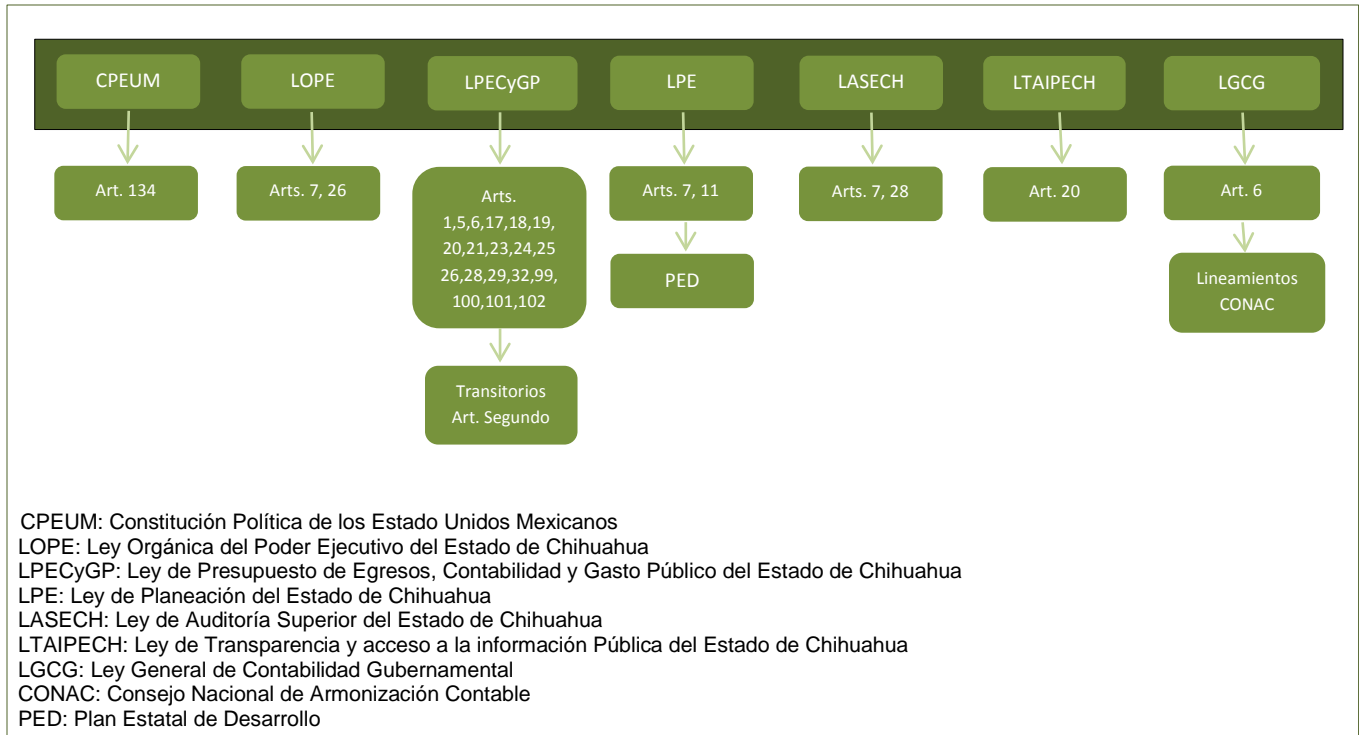 CPEUM
LOPE
LPECyGP
LPE
LASECH
LTAIPECH
LGCG
Art. 134
Arts. 7, 26
Arts.
1,5,6,17,18,19,
20,21,23,24,25
26,28,29,32,99,
100,101,102
Arts. 7, 11
Arts. 7, 28
Art. 20
Art. 6
PED
Lineamientos
CONAC
Transitorios
Art. Segundo
CPEUM: Constitución Política de los Estado Unidos Mexicanos
LOPE: Ley Orgánica del Poder Ejecutivo del Estado de Chihuahua
LPECyGP: Ley de Presupuesto de Egresos, Contabilidad y Gasto Público del Estado de Chihuahua
LPE: Ley de Planeación del Estado de Chihuahua
LASECH: Ley de Auditoría Superior del Estado de Chihuahua
LTAIPECH: Ley de Transparencia y acceso a la información Pública del Estado de Chihuahua
LGCG: Ley General de Contabilidad Gubernamental
CONAC: Consejo Nacional de Armonización Contable
PED: Plan Estatal de Desarrollo